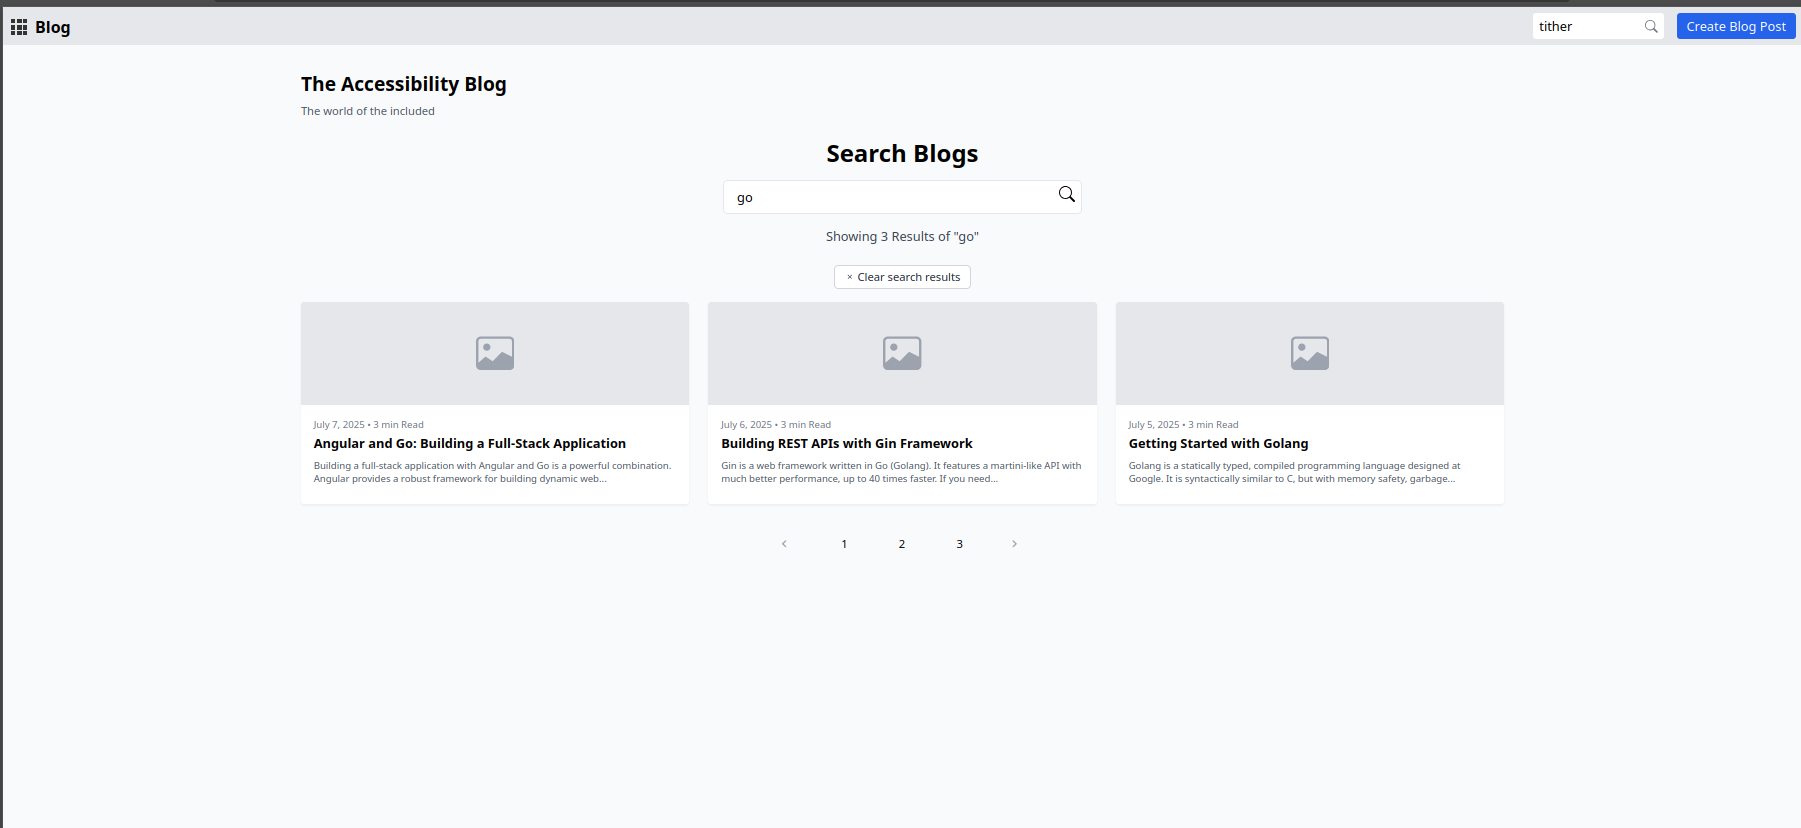 Blog
tither
Create Blog Post
The Accessibility Blog
The world of the included
Search Blogs
go
Showing 3 Results of "go"
× Clear search results
July 7, 2025 • 3 min Read
Angular and Go: Building a Full-Stack Application
Building a full-stack application with Angular and Go is a powerful combination.
Angular provides a robust framework for building dynamic web...
July 6, 2025 • 3 min Read
Building REST APIs with Gin Framework
Gin is a web framework written in Go (Golang). It features a martini-like API with
much better performance, up to 40 times faster. If you need...
July 5, 2025 • 3 min Read
Getting Started with Golang
Golang is a statically typed, compiled programming language designed at
Google. It is syntactically similar to C, but with memory safety, garbage...
‹ 1 2 3 ›